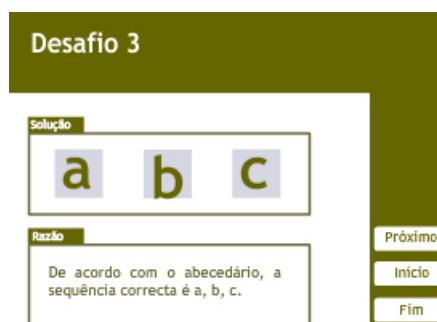 Desafio 3
Solução
a b c
Razão
De acordo com o abecedário, a
sequência correcta é a, b, c.
Próximo
Início
Fim